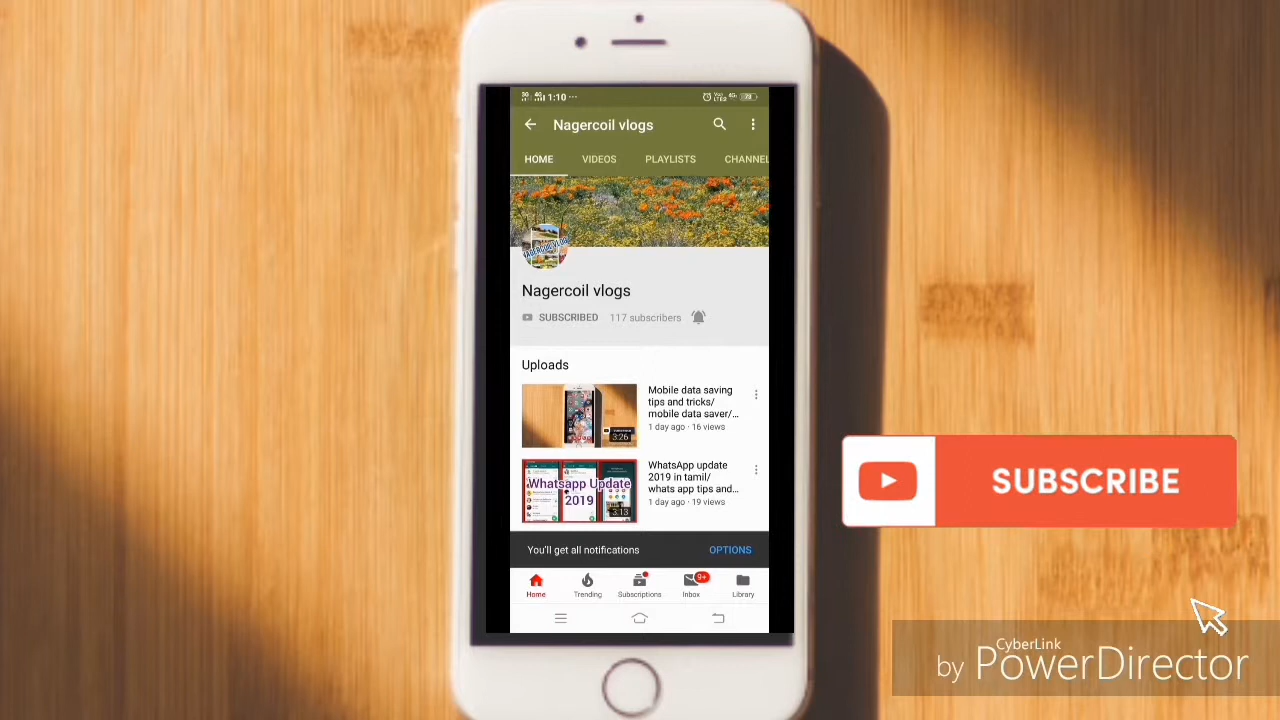 3G 4G 1:10 ...
Nagercoil vlogs
HOME VIDEOS PLAYLISTS CHANNEL
Nagercoil vlogs
SUBSCRIBED 117 subscribers
Uploads
Mobile data saving
tips and tricks/
mobile data saver/...
1 day ago · 16 views
3:26
WhatsApp update
2019 in tamil/
whats app tips and...
1 day ago · 19 views
Whatsapp Update
2019
3:13
You'll get all notifications OPTIONS
9+
Home Trending Subscriptions Inbox Library
SUBSCRIBE
CyberLink
by PowerDirector